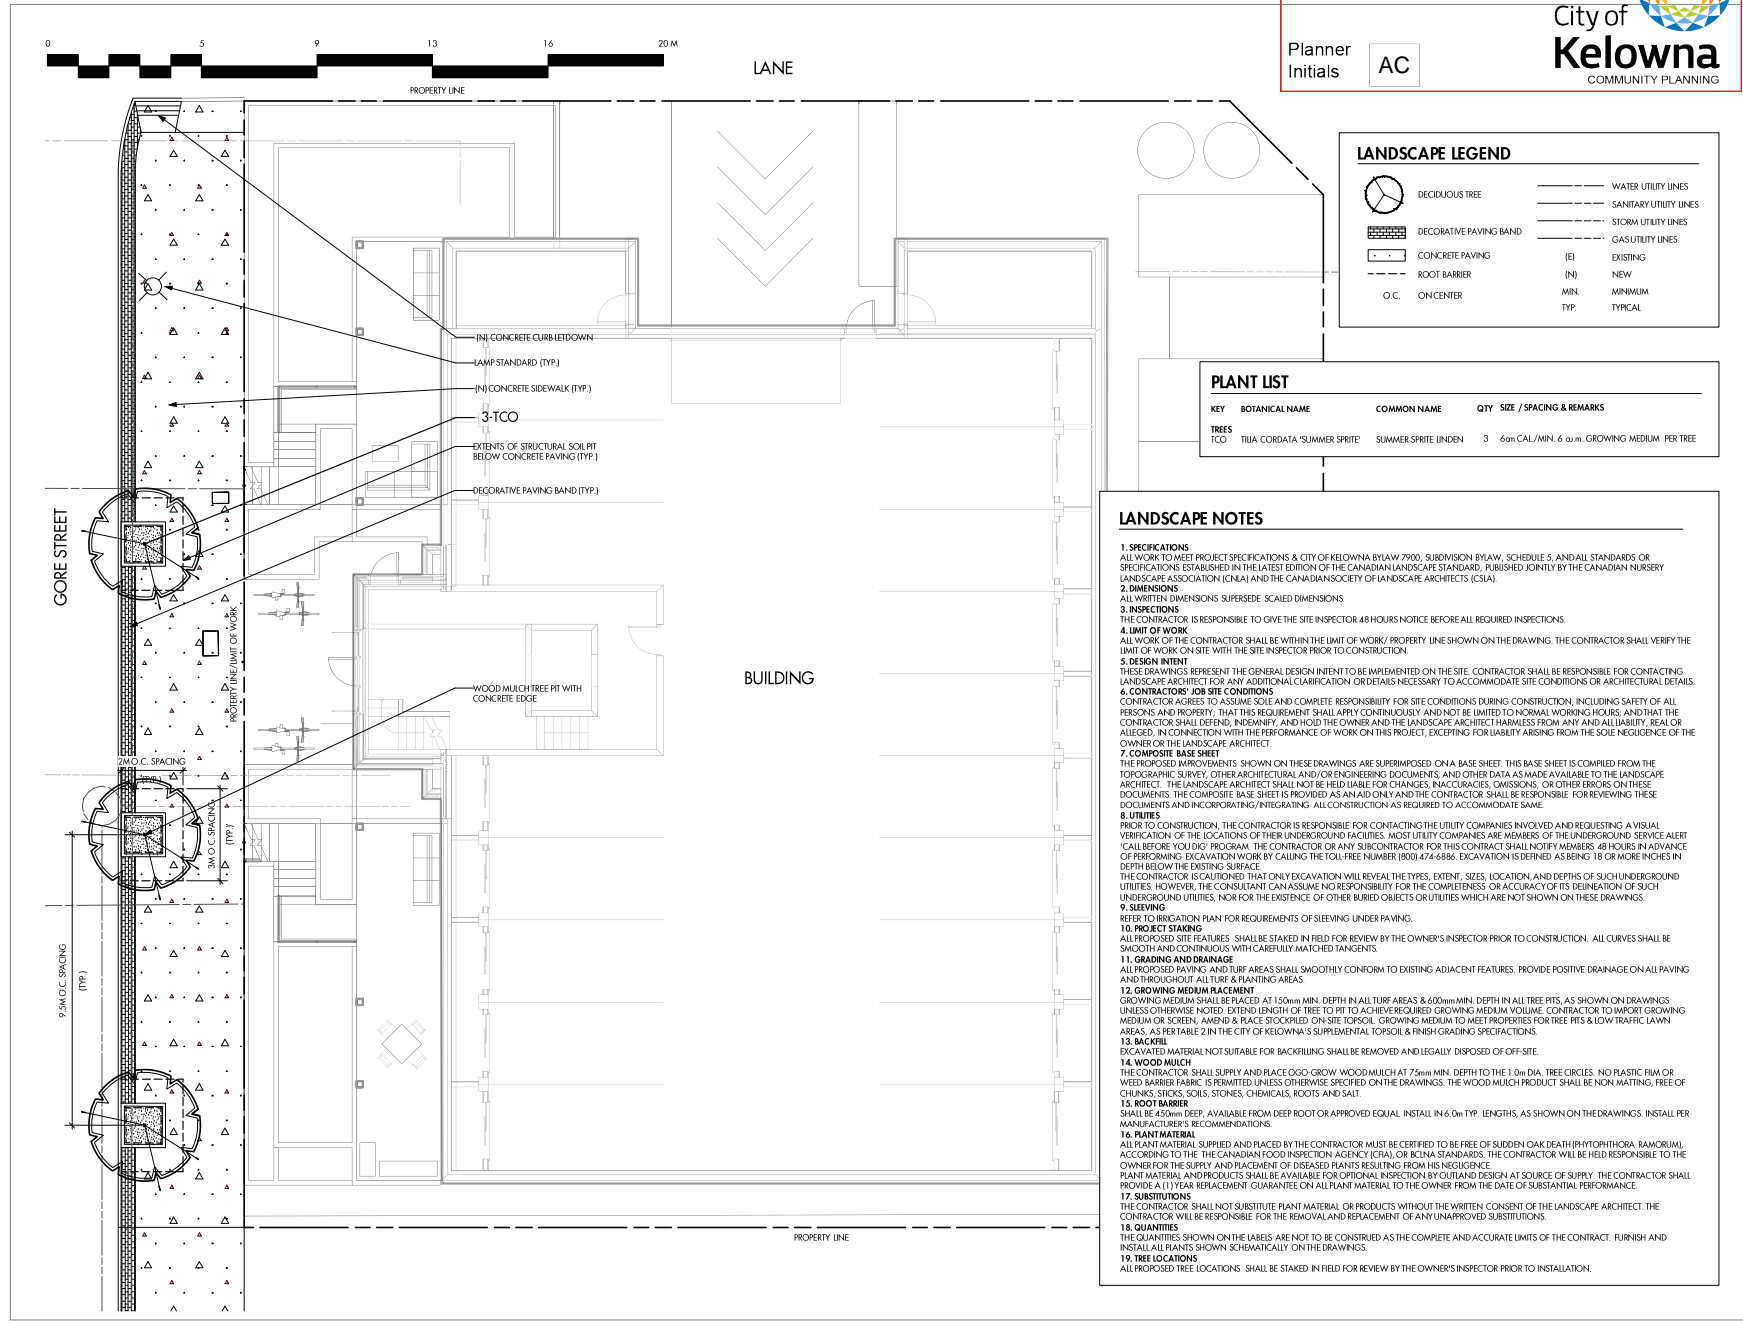 City of
Kelowna
COMMUNITY PLANNING
Planner
Initials
AC
0 5 9 13 16 20 M
LANE
PROPERTY LINE
(N) CONCRETE CURB LETDOWN
LAMP STANDARD (TYP.)
(N) CONCRETE SIDEWALK (TYP.)
3-TCO
EXTENTS OF STRUCTURAL SOIL PIT
BELOW CONCRETE PAVING (TYP.)
DECORATIVE PAVING BAND (TYP.)
GORE STREET
PROTERTY LINE/LIMIT OF WORK
BUILDING
WOOD MULCH TREE PIT WITH
CONCRETE EDGE
2M O.C. SPACING
(TYP.)
3M O.C. SPACING
(TYP.)
9.5M O.C. SPACING
(TYP.)
PROPERTY LINE
LANDSCAPE LEGEND
DECIDUOUS TREE
DECORATIVE PAVING BAND
CONCRETE PAVING
ROOT BARRIER
O.C. ON CENTER
WATER UTILITY LINES
SANITARY UTILITY LINES
STORM UTILITY LINES
GAS UTILITY LINES
(E) EXISTING
(N) NEW
MIN. MINIMUM
TYP. TYPICAL
PLANT LIST
KEY BOTANICAL NAME COMMON NAME QTY SIZE / SPACING & REMARKS
TREES
TCO TILIA CORDATA 'SUMMER SPRITE' SUMMER SPRITE LINDEN 3 6cm CAL./MIN. 6 cu.m. GROWING MEDIUM PER TREE
LANDSCAPE NOTES
1. SPECIFICATIONS
ALL WORK TO MEET PROJECT SPECIFICATIONS & CITY OF KELOWNA BYLAW 7900, SUBDIVISION BYLAW, SCHEDULE 5, AND ALL STANDARDS OR
SPECIFICATIONS ESTABLISHED IN THE LATEST EDITION OF THE CANADIAN LANDSCAPE STANDARD, PUBLISHED JOINTLY BY THE CANADIAN NURSERY
LANDSCAPE ASSOCIATION (CNLA) AND THE CANADIAN SOCIETY OF LANDSCAPE ARCHITECTS (CSLA).
2. DIMENSIONS
ALL WRITTEN DIMENSIONS SUPERSEDE SCALED DIMENSIONS.
3. INSPECTIONS
THE CONTRACTOR IS RESPONSIBLE TO GIVE THE SITE INSPECTOR 48 HOURS NOTICE BEFORE ALL REQUIRED INSPECTIONS.
4. LIMIT OF WORK
ALL WORK OF THE CONTRACTOR SHALL BE WITHIN THE LIMIT OF WORK/ PROPERTY LINE SHOWN ON THE DRAWING. THE CONTRACTOR SHALL VERIFY THE
LIMIT OF WORK ON SITE WITH THE SITE INSPECTOR PRIOR TO CONSTRUCTION.
5. DESIGN INTENT
THESE DRAWINGS REPRESENT THE GENERAL DESIGN INTENT TO BE IMPLEMENTED ON THE SITE. CONTRACTOR SHALL BE RESPONSIBLE FOR CONTACTING
LANDSCAPE ARCHITECT FOR ANY ADDITIONAL CLARIFICATION OR DETAILS NECESSARY TO ACCOMMODATE SITE CONDITIONS OR ARCHITECTURAL DETAILS.
6. CONTRACTORS' JOB SITE CONDITIONS
CONTRACTOR AGREES TO ASSUME SOLE AND COMPLETE RESPONSIBILITY FOR SITE CONDITIONS DURING CONSTRUCTION, INCLUDING SAFETY OF ALL
PERSONS AND PROPERTY; THAT THIS REQUIREMENT SHALL APPLY CONTINUOUSLY AND NOT BE LIMITED TO NORMAL WORKING HOURS; AND THAT THE
CONTRACTOR SHALL DEFEND, INDEMNIFY, AND HOLD THE OWNER AND THE LANDSCAPE ARCHITECT HARMLESS FROM ANY AND ALL LIABILITY, REAL OR
ALLEGED, IN CONNECTION WITH THE PERFORMANCE OF WORK ON THIS PROJECT, EXCEPTING FOR LIABILITY ARISING FROM THE SOLE NEGLIGENCE OF THE
OWNER OR THE LANDSCAPE ARCHITECT.
7. COMPOSITE BASE SHEET
THE PROPOSED IMPROVEMENTS SHOWN ON THESE DRAWINGS ARE SUPERIMPOSED ON A BASE SHEET. THIS BASE SHEET IS COMPILED FROM THE
TOPOGRAPHIC SURVEY, OTHER ARCHITECTURAL AND/OR ENGINEERING DOCUMENTS, AND OTHER DATA AS MADE AVAILABLE TO THE LANDSCAPE
ARCHITECT. THE LANDSCAPE ARCHITECT SHALL NOT BE HELD LIABLE FOR CHANGES, INACCURACIES, OMISSIONS, OR OTHER ERRORS ON THESE
DOCUMENTS. THE COMPOSITE BASE SHEET IS PROVIDED AS AN AID ONLY AND THE CONTRACTOR SHALL BE RESPONSIBLE FOR REVIEWING THESE
DOCUMENTS AND INCORPORATING/INTEGRATING ALL CONSTRUCTION AS REQUIRED TO ACCOMMODATE SAME.
8. UTILITIES
PRIOR TO CONSTRUCTION, THE CONTRACTOR IS RESPONSIBLE FOR CONTACTING THE UTILITY COMPANIES INVOLVED AND REQUESTING A VISUAL
VERIFICATION OF THE LOCATIONS OF THEIR UNDERGROUND FACILITIES. MOST UTILITY COMPANIES ARE MEMBERS OF THE UNDERGROUND SERVICE ALERT
'CALL BEFORE YOU DIG' PROGRAM. THE CONTRACTOR OR ANY SUBCONTRACTOR FOR THIS CONTRACT SHALL NOTIFY MEMBERS 48 HOURS IN ADVANCE
OF PERFORMING EXCAVATION WORK BY CALLING THE TOLL-FREE NUMBER (800) 474-6886. EXCAVATION IS DEFINED AS BEING 18 OR MORE INCHES IN
DEPTH BELOW THE EXISTING SURFACE.
THE CONTRACTOR IS CAUTIONED THAT ONLY EXCAVATION WILL REVEAL THE TYPES, EXTENT, SIZES, LOCATION, AND DEPTHS OF SUCH UNDERGROUND
UTILITIES. HOWEVER, THE CONSULTANT CAN ASSUME NO RESPONSIBILITY FOR THE COMPLETENESS OR ACCURACY OF ITS DELINEATION OF SUCH
UNDERGROUND UTILITIES, NOR FOR THE EXISTENCE OF OTHER BURIED OBJECTS OR UTILITIES WHICH ARE NOT SHOWN ON THESE DRAWINGS.
9. SLEEVING
REFER TO IRRIGATION PLAN FOR REQUIREMENTS OF SLEEVING UNDER PAVING.
10. PROJECT STAKING
ALL PROPOSED SITE FEATURES SHALL BE STAKED IN FIELD FOR REVIEW BY THE OWNER'S INSPECTOR PRIOR TO CONSTRUCTION. ALL CURVES SHALL BE
SMOOTH AND CONTINUOUS WITH CAREFULLY MATCHED TANGENTS.
11. GRADING AND DRAINAGE
ALL PROPOSED PAVING AND TURF AREAS SHALL SMOOTHLY CONFORM TO EXISTING ADJACENT FEATURES. PROVIDE POSITIVE DRAINAGE ON ALL PAVING
AND THROUGHOUT ALL TURF & PLANTING AREAS.
12. GROWING MEDIUM PLACEMENT
GROWING MEDIUM SHALL BE PLACED AT 150mm MIN. DEPTH IN ALL TURF AREAS & 600mm MIN. DEPTH IN ALL TREE PITS, AS SHOWN ON DRAWINGS
UNLESS OTHERWISE NOTED. EXTEND LENGTH OF TREE TO PIT TO ACHIEVE REQUIRED GROWING MEDIUM VOLUME. CONTRACTOR TO IMPORT GROWING
MEDIUM OR SCREEN, AMEND & PLACE STOCKPILED ON-SITE TOPSOIL. GROWING MEDIUM TO MEET PROPERTIES FOR TREE PITS & LOW TRAFFIC LAWN
AREAS, AS PER TABLE 2 IN THE CITY OF KELOWNA'S SUPPLEMENTAL TOPSOIL & FINISH GRADING SPECIFACTIONS.
13. BACKFILL
EXCAVATED MATERIAL NOT SUITABLE FOR BACKFILLING SHALL BE REMOVED AND LEGALLY DISPOSED OF OFF-SITE.
14. WOOD MULCH
THE CONTRACTOR SHALL SUPPLY AND PLACE OGO-GROW WOOD MULCH AT 75mm MIN. DEPTH TO THE 1.0m DIA. TREE CIRCLES. NO PLASTIC FILM OR
WEED BARRIER FABRIC IS PERMITTED UNLESS OTHERWISE SPECIFIED ON THE DRAWINGS. THE WOOD MULCH PRODUCT SHALL BE NON MATTING, FREE OF
CHUNKS, STICKS, SOILS, STONES, CHEMICALS, ROOTS AND SALT.
15. ROOT BARRIER
SHALL BE 450mm DEEP, AVAILABLE FROM DEEP ROOT OR APPROVED EQUAL. INSTALL IN 6.0m TYP. LENGTHS, AS SHOWN ON THE DRAWINGS. INSTALL PER
MANUFACTURER'S RECOMMENDATIONS.
16. PLANT MATERIAL
ALL PLANT MATERIAL SUPPLIED AND PLACED BY THE CONTRACTOR MUST BE CERTIFIED TO BE FREE OF SUDDEN OAK DEATH (PHYTOPHTHORA RAMORUM),
ACCORDING TO THE THE CANADIAN FOOD INSPECTION AGENCY (CFIA), OR BCLNA STANDARDS. THE CONTRACTOR WILL BE HELD RESPONSIBLE TO THE
OWNER FOR THE SUPPLY AND PLACEMENT OF DISEASED PLANTS RESULTING FROM HIS NEGLIGENCE.
PLANT MATERIAL AND PRODUCTS SHALL BE AVAILABLE FOR OPTIONAL INSPECTION BY OUTLAND DESIGN AT SOURCE OF SUPPLY. THE CONTRACTOR SHALL
PROVIDE A (1) YEAR REPLACEMENT GUARANTEE ON ALL PLANT MATERIAL TO THE OWNER FROM THE DATE OF SUBSTANTIAL PERFORMANCE.
17. SUBSTITUTIONS
THE CONTRACTOR SHALL NOT SUBSTITUTE PLANT MATERIAL OR PRODUCTS WITHOUT THE WRITTEN CONSENT OF THE LANDSCAPE ARCHITECT. THE
CONTRACTOR WILL BE RESPONSIBLE FOR THE REMOVAL AND REPLACEMENT OF ANY UNAPPROVED SUBSTITUTIONS.
18. QUANTITIES
THE QUANTITIES SHOWN ON THE LABELS ARE NOT TO BE CONSTRUED AS THE COMPLETE AND ACCURATE LIMITS OF THE CONTRACT. FURNISH AND
INSTALL ALL PLANTS SHOWN SCHEMATICALLY ON THE DRAWINGS.
19. TREE LOCATIONS
ALL PROPOSED TREE LOCATIONS SHALL BE STAKED IN FIELD FOR REVIEW BY THE OWNER'S INSPECTOR PRIOR TO INSTALLATION.